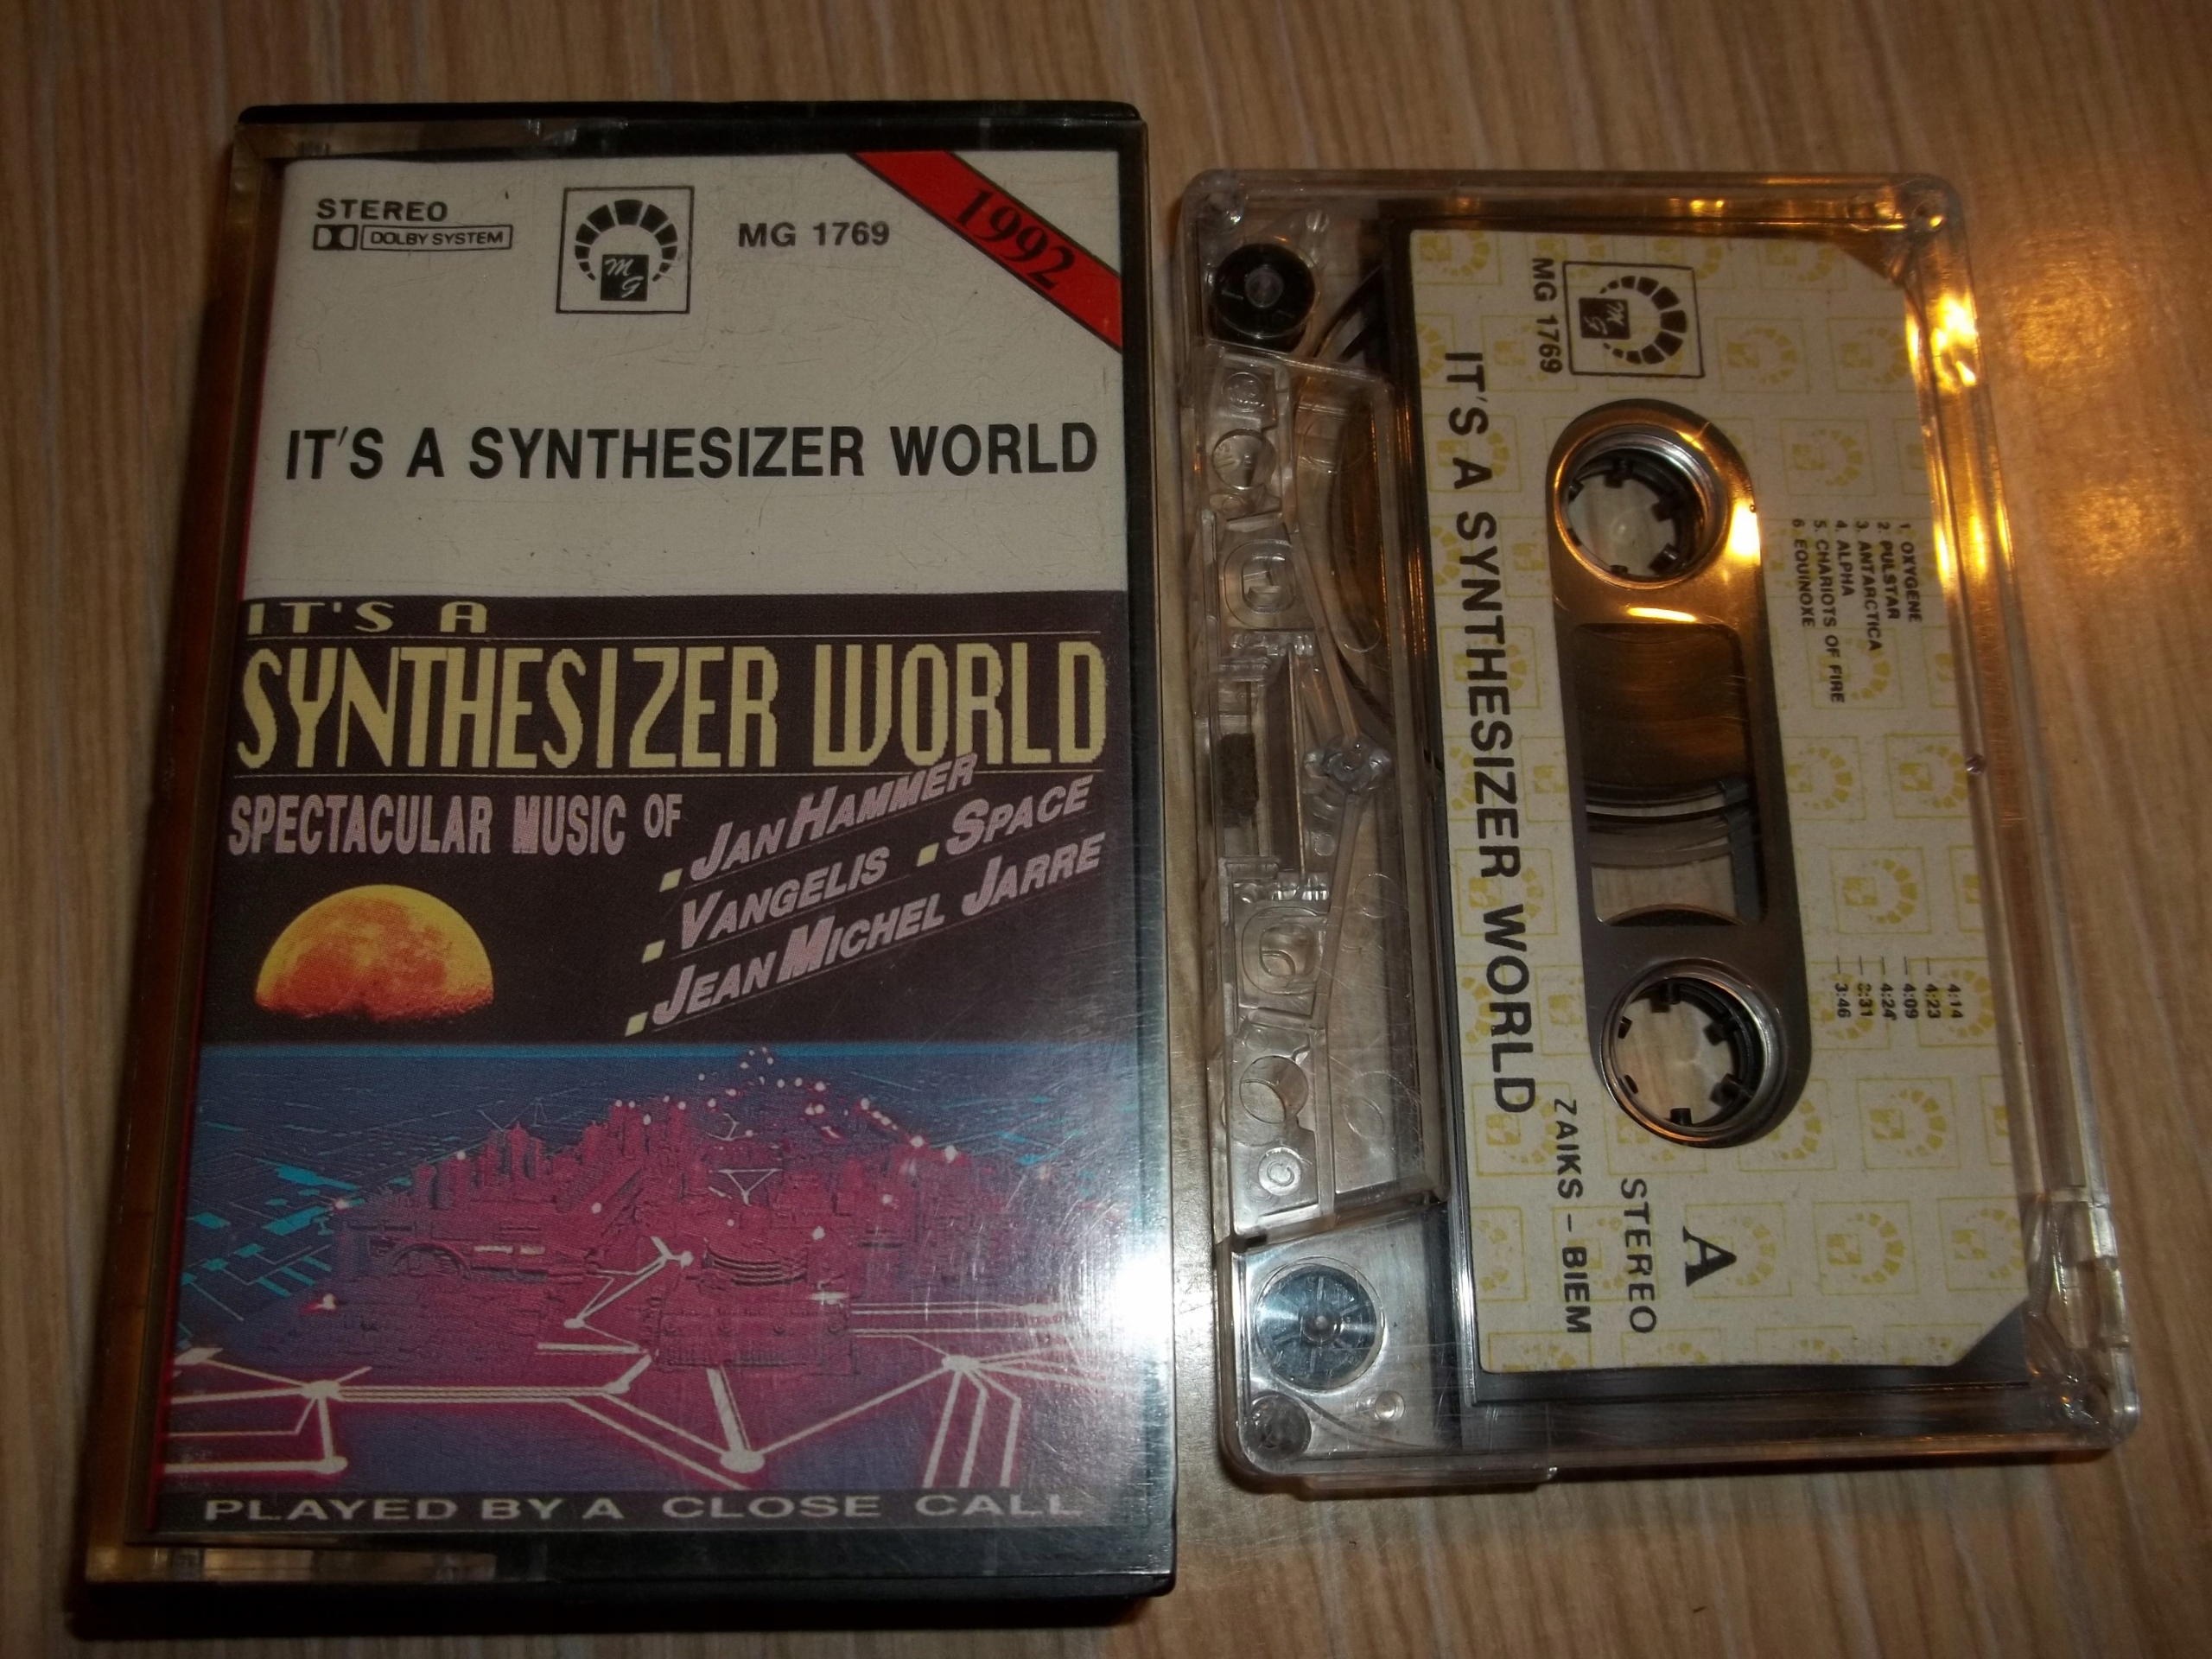 STEREO
DOLBY SYSTEM
MG
MG 1769
1992
IT'S A SYNTHESIZER WORLD
IT'S A
SYNTHESIZER WORLD
SPECTACULAR MUSIC OF
JAN HAMMER
VANGELIS SPACE
JEAN MICHEL JARRE
PLAYED BY A CLOSE CALL
1. OXYGENE
2. PULSTAR
3. ANTARCTICA
4. ALPHA
5. CHARIOTS OF FIRE
6. EQUINOXE
— 4:14
— 4:23
— 4:09
— 4:24
— 3:46
MG
MG 1769
A
STEREO
ZAIKS – BIEM
IT'S A SYNTHESIZER WORLD